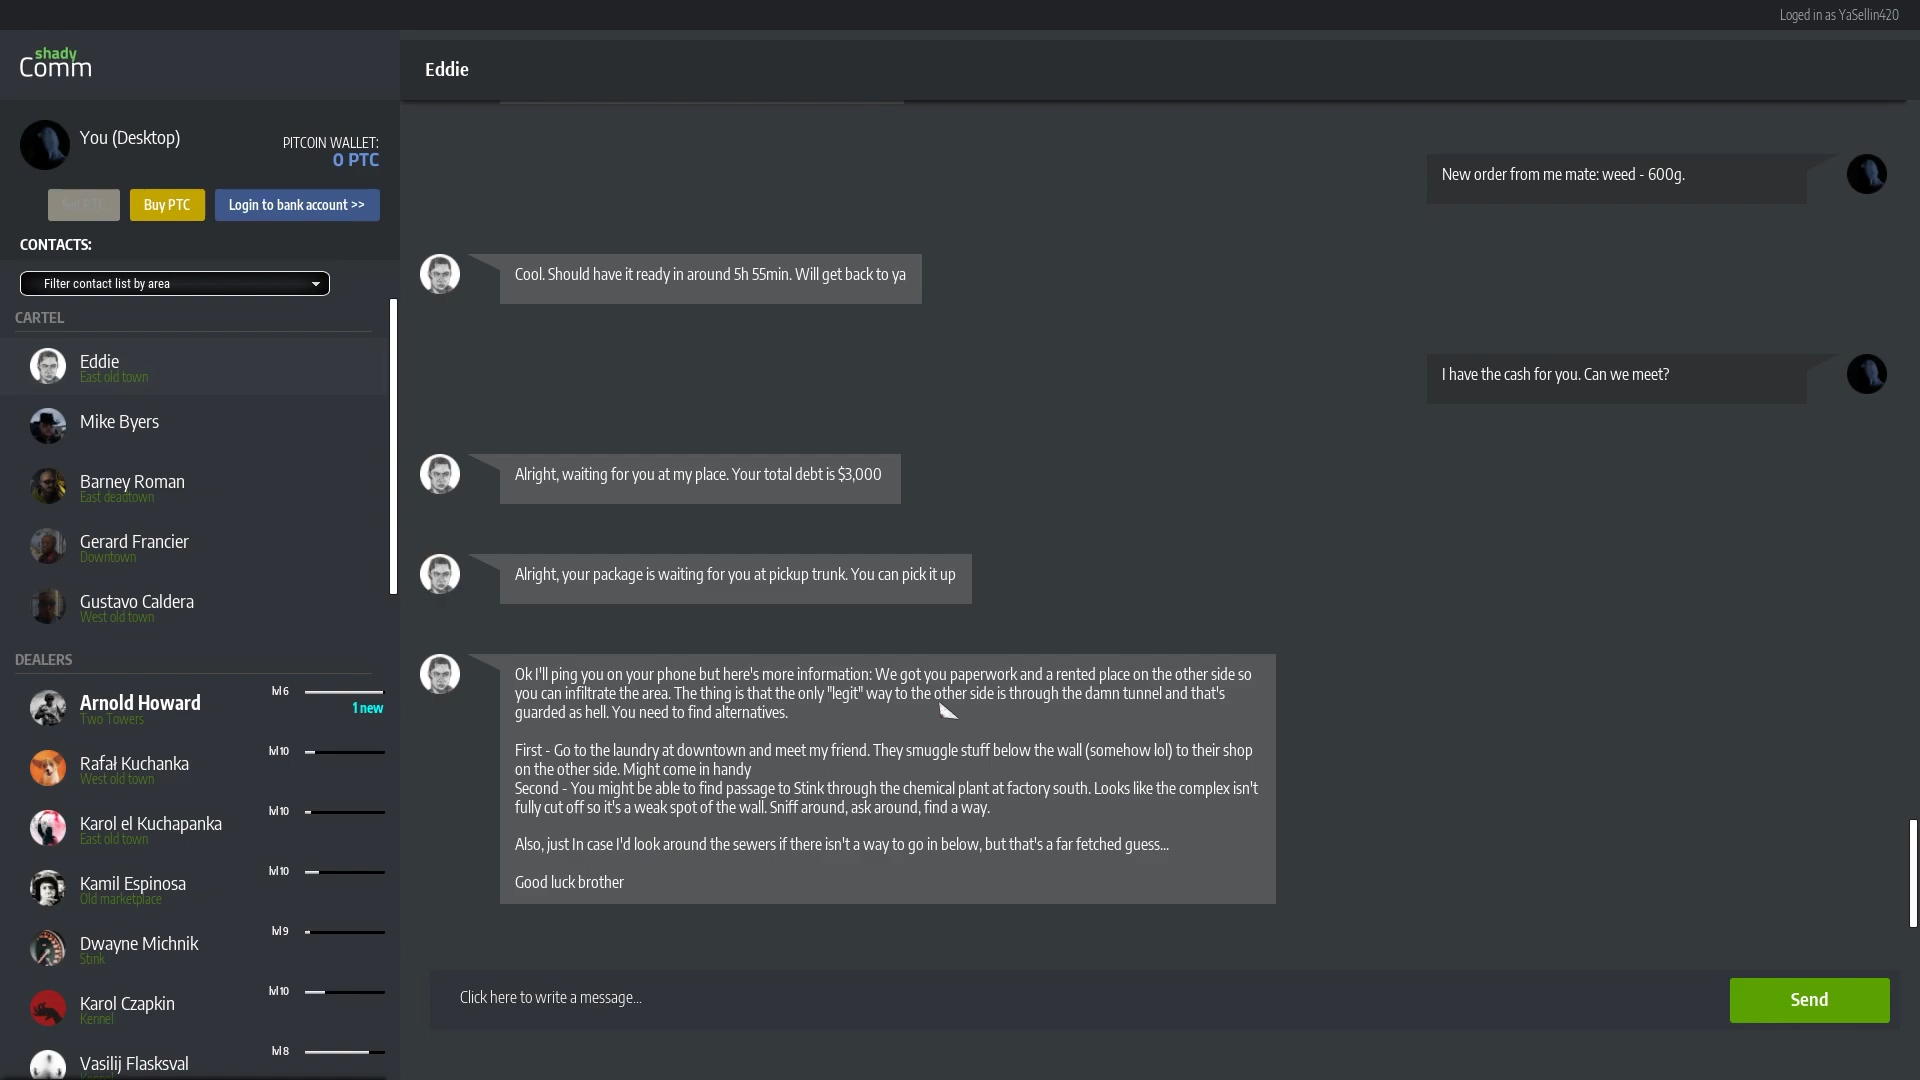 Loged in as YaSellin420
shady
Comm
Eddie
You (Desktop)
PITCOIN WALLET:
0 PTC
Buy PTC
Login to bank account >>
CONTACTS:
Filter contact list by area
CARTEL
Eddie
East old town
Mike Byers
Barney Roman
East deadtown
Gerard Francier
Downtown
Gustavo Caldera
West old town
DEALERS
Arnold Howard
lvl 6
1 new
Two Towers
Rafał Kuchanka
lvl 10
West old town
Karol el Kuchapanka
lvl 10
East old town
Kamil Espinosa
lvl 10
Old marketplace
Dwayne Michnik
lvl 9
Stink
Karol Czapkin
lvl 10
Kennel
Vasilij Flasksval
lvl 8
New order from me mate: weed - 600g.
Cool. Should have it ready in around 5h 55min. Will get back to ya
I have the cash for you. Can we meet?
Alright, waiting for you at my place. Your total debt is $3,000
Alright, your package is waiting for you at pickup trunk. You can pick it up
Ok I'll ping you on your phone but here's more information: We got you paperwork and a rented place on the other side so
you can infiltrate the area. The thing is that the only "legit" way to the other side is through the damn tunnel and that's
guarded as hell. You need to find alternatives.
First - Go to the laundry at downtown and meet my friend. They smuggle stuff below the wall (somehow lol) to their shop
on the other side. Might come in handy
Second - You might be able to find passage to Stink through the chemical plant at factory south. Looks like the complex isn't
fully cut off so it's a weak spot of the wall. Sniff around, ask around, find a way.
Also, just In case I'd look around the sewers if there isn't a way to go in below, but that's a far fetched guess...
Good luck brother
Click here to write a message...
Send